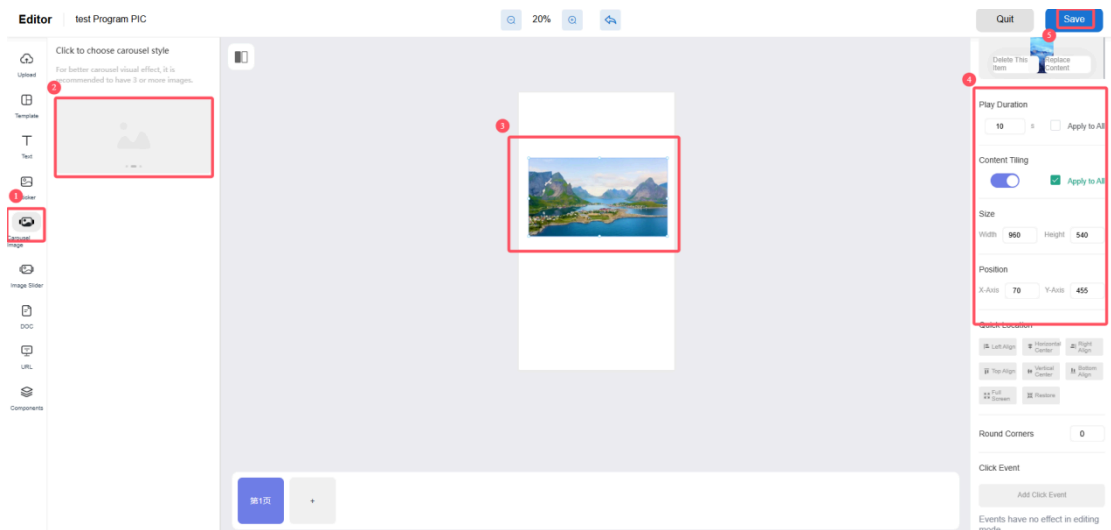 Editor
test Program PIC
20%
Quit
Save
5
Upload
Template
Text
1
Carousel
Image
Image Slider
DOC
URL
Components
Click to choose carousel style
For better carousel visual effect, it is
recommended to have 3 or more images.
2
3
第1页
+
Delete This
Item
Replace
Content
4
Play Duration
10
s
Apply to All
Content Tiling
Apply to All
Size
Width
960
Height
540
Position
X-Axis
70
Y-Axis
455
Quick Location
Left Align
Horizontal
Center
Right
Align
Top Align
Vertical
Center
Bottom
Align
Full
Screen
Restore
Round Corners
0
Click Event
Add Click Event
Events have no effect in editing
mode